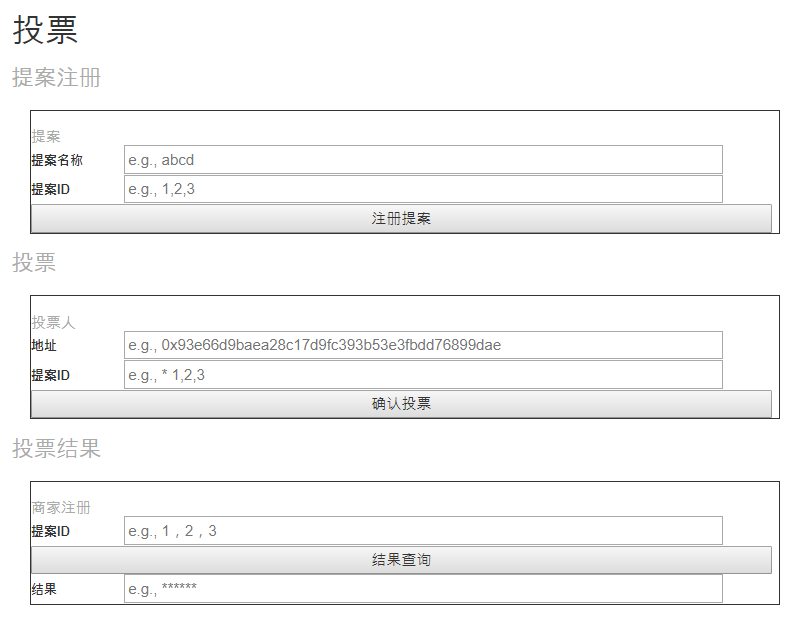 投票
提案注册
提案
提案名称 e.g., abcd
提案ID e.g., 1,2,3
注册提案
投票
投票人
地址 e.g., 0x93e66d9baea28c17d9fc393b53e3fbdd76899dae
提案ID e.g., * 1,2,3
确认投票
投票结果
商家注册
提案ID e.g., 1，2，3
结果查询
结果 e.g., ******